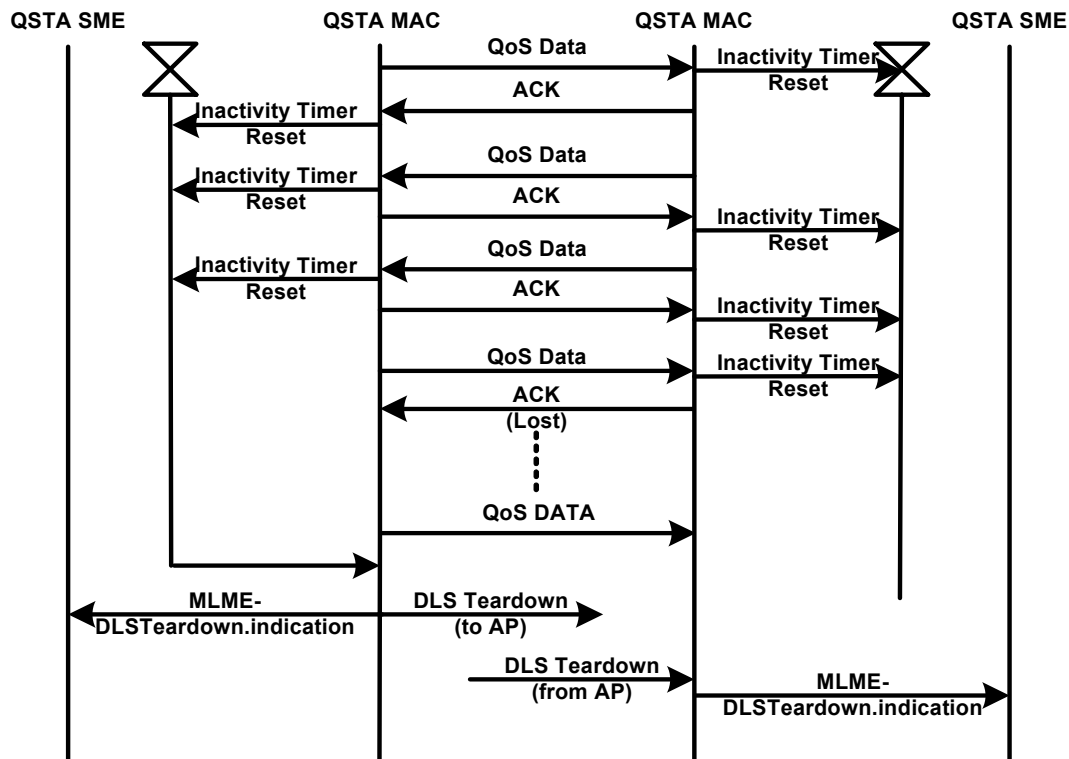 QSTA SME
QSTA MAC
QSTA MAC
QSTA SME
QoS Data
Inactivity Timer
Reset
ACK
Inactivity Timer
Reset
QoS Data
Inactivity Timer
Reset
ACK
Inactivity Timer
Reset
QoS Data
Inactivity Timer
Reset
ACK
Inactivity Timer
Reset
QoS Data
Inactivity Timer
Reset
ACK
(Lost)
QoS DATA
MLME-
DLSTeardown.indication
DLS Teardown
(to AP)
DLS Teardown
(from AP)
MLME-
DLSTeardown.indication